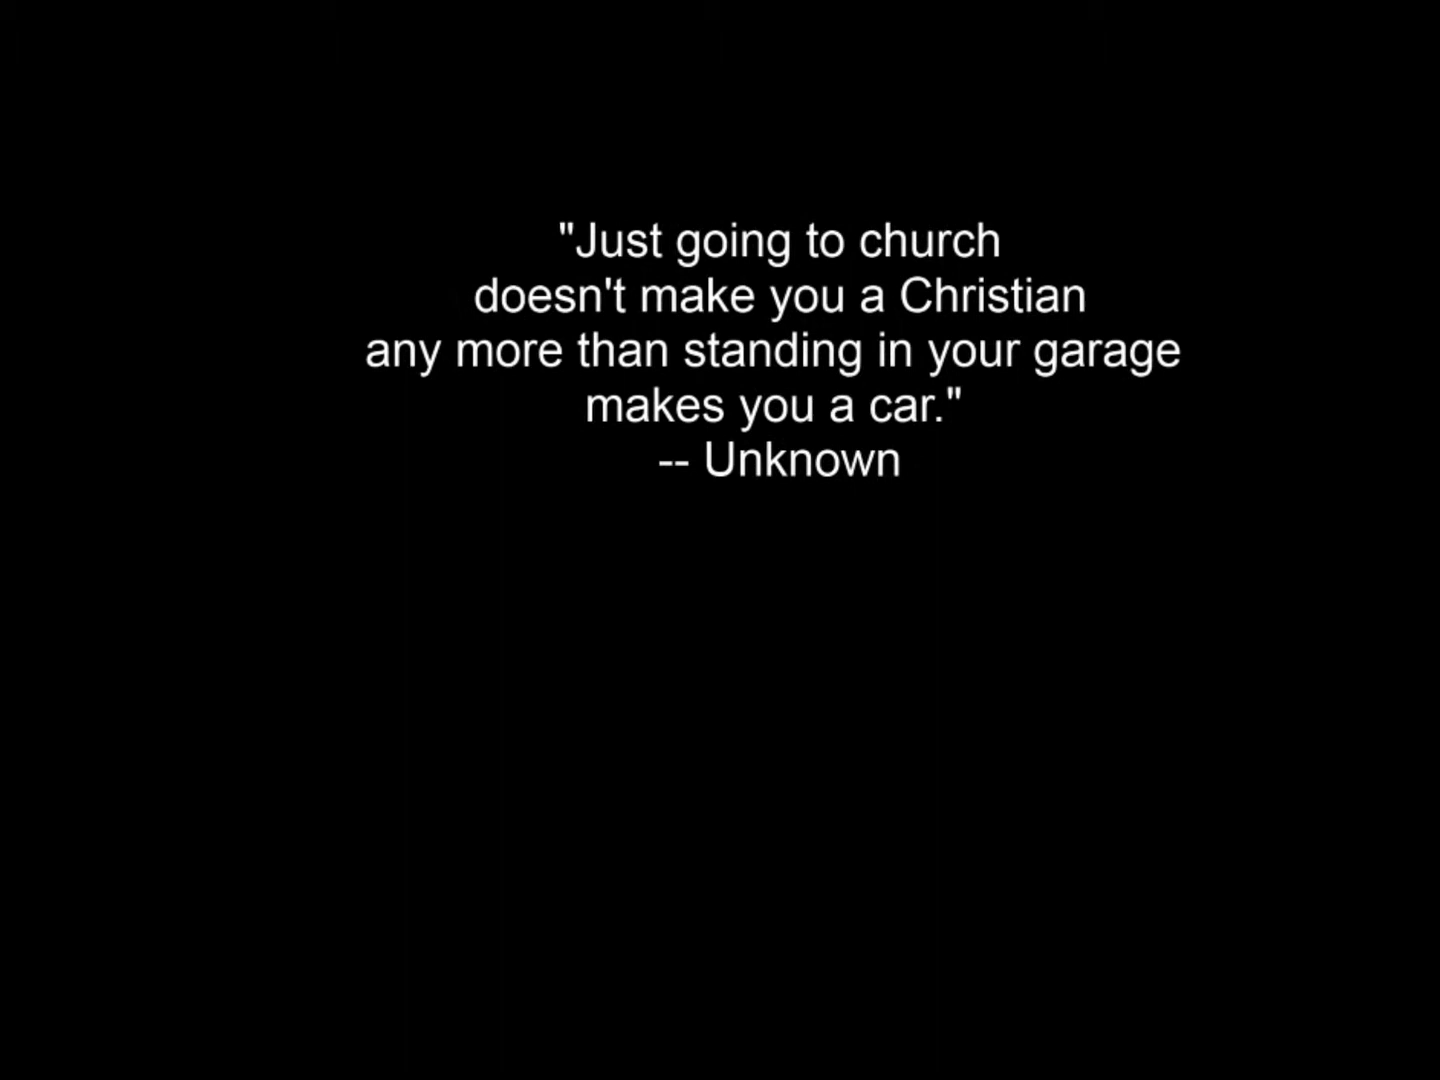 "Just going to church
doesn't make you a Christian
any more than standing in your garage
makes you a car."
-- Unknown